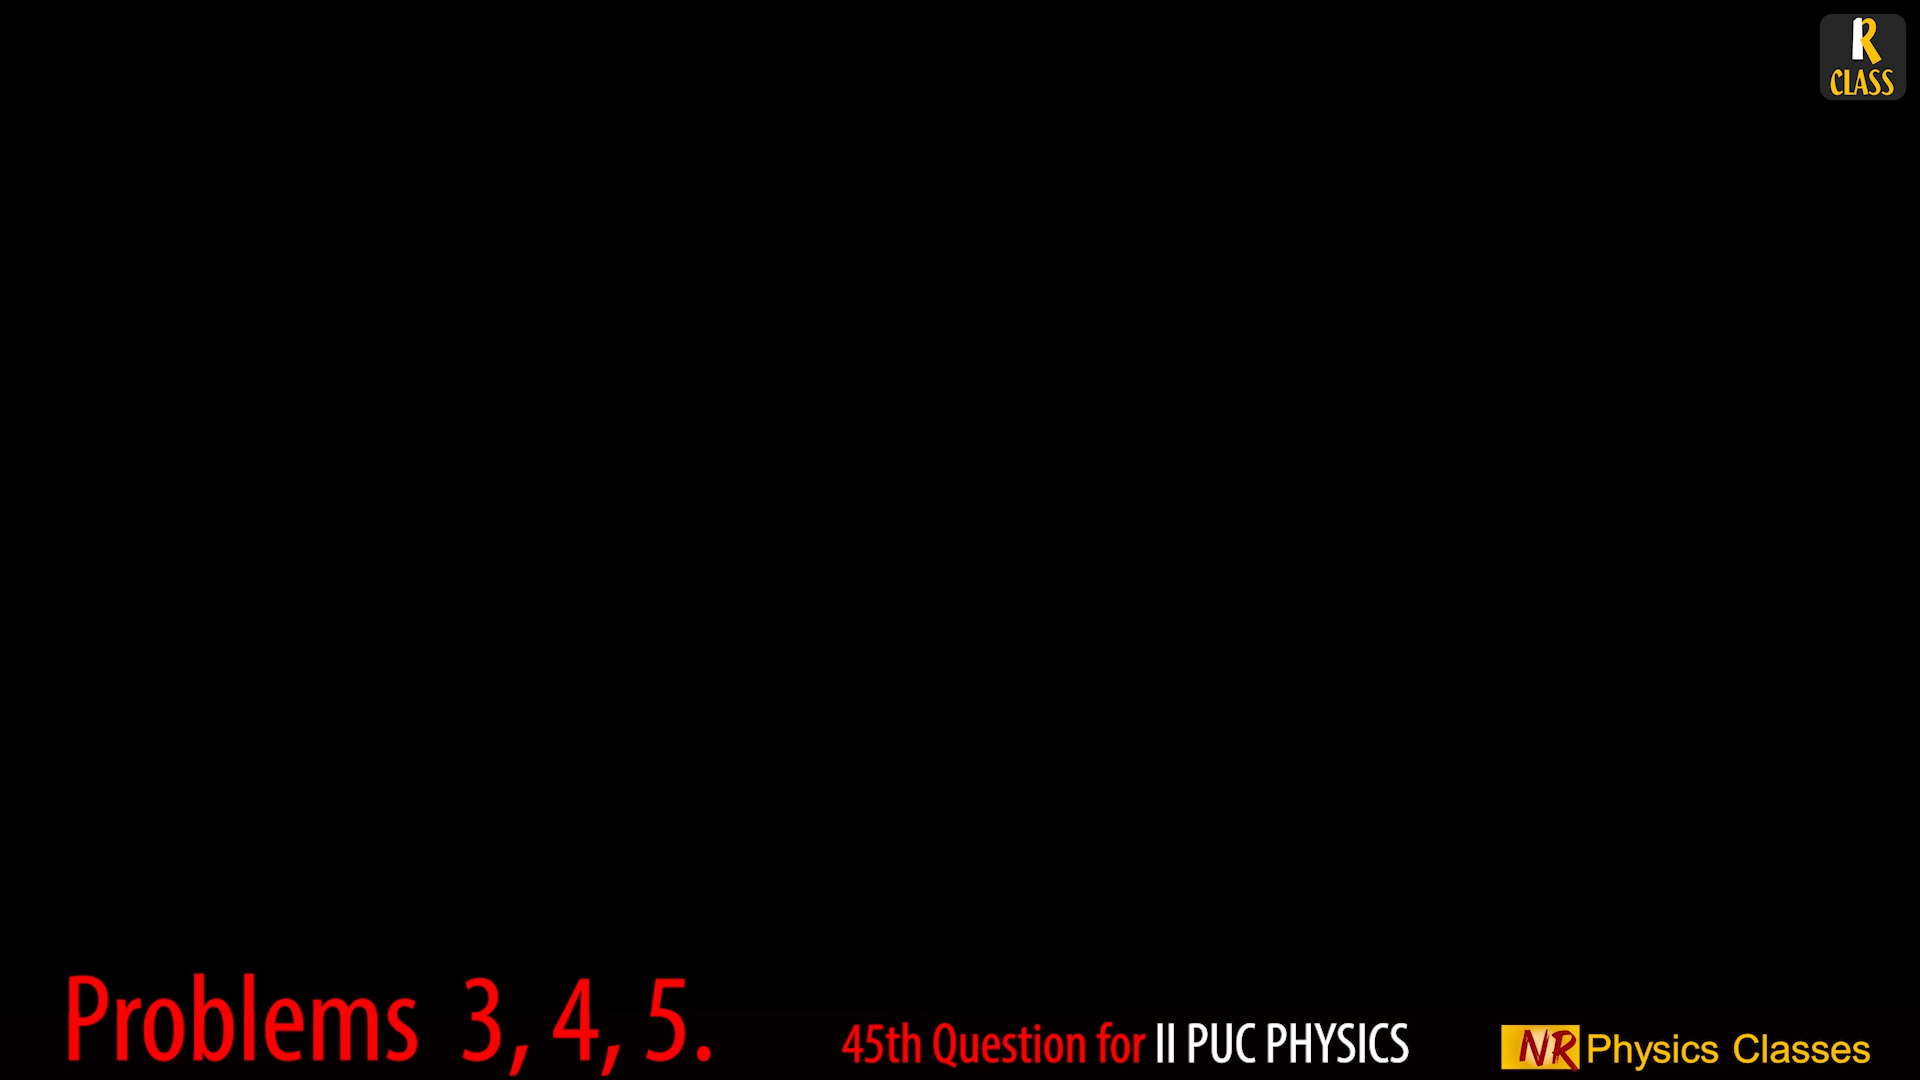 R
CLASS
Problems 3, 4, 5.
45th Question for II PUC PHYSICS
NR Physics Classes